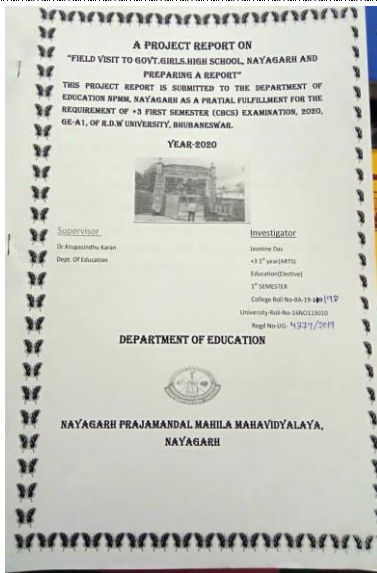 A PROJECT REPORT ON
"FIELD VISIT TO GOVT.GIRLS.HIGH SCHOOL, NAYAGARH AND
PREPARING A REPORT"
THIS PROJECT REPORT IS SUBMITTED TO THE DEPARTMENT OF
EDUCATION NPMM, NAYAGARH AS A PRATIAL FULFILLMENT FOR THE
REQUIREMENT OF +3 FIRST SEMESTER (CBCS) EXAMINATION, 2020,
GE-A1, OF R.D.W UNIVERSITY, BHUBANESWAR.
YEAR-2020
Supervisor
Dr Arupaxindhu Karan
Dept. Of Education
Investigator
Jasmine Das
+3 1st year(ARTS)
Education(Elective)
1st SEMESTER
College Roll No-BA-19-198
University-Roll-No-16NO119010
Regd No-UG- 4379/2019
DEPARTMENT OF EDUCATION
NAYAGARH PRAJAMANDAL MAHILA MAHAVIDYALAYA,
NAYAGARH